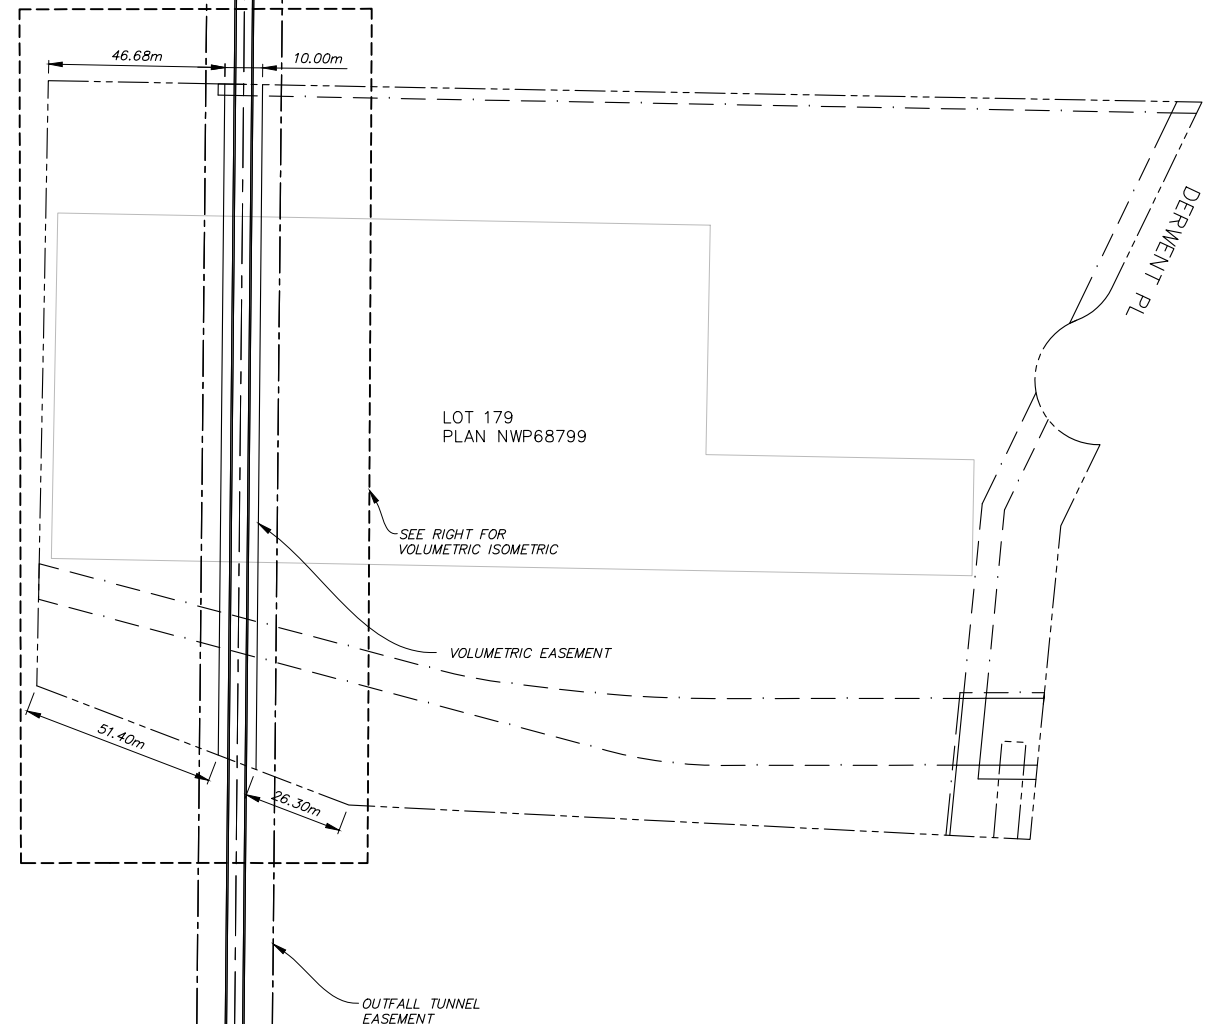 46.68m
10.00m
DERWENT PL
LOT 179
PLAN NWP68799
SEE RIGHT FOR
VOLUMETRIC ISOMETRIC
VOLUMETRIC EASEMENT
51.40m
26.30m
OUTFALL TUNNEL
EASEMENT